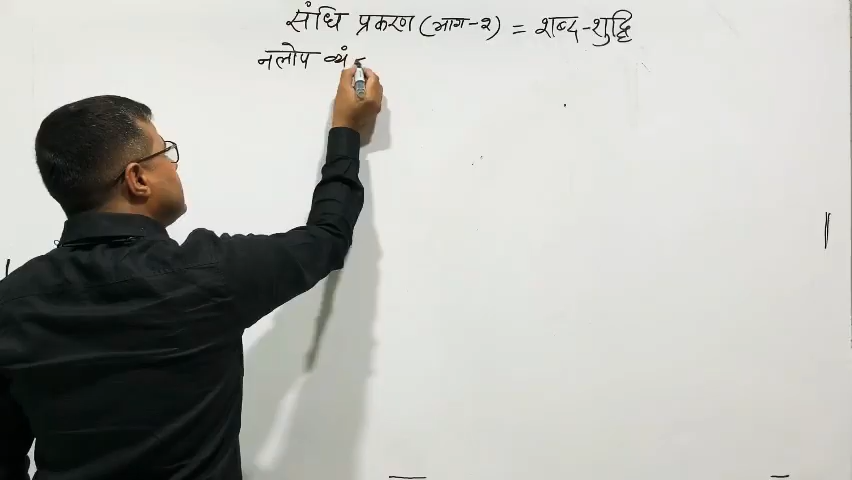 संधि प्रकरण (भाग-२) = शब्द-शुद्धि
नलोप व्यं